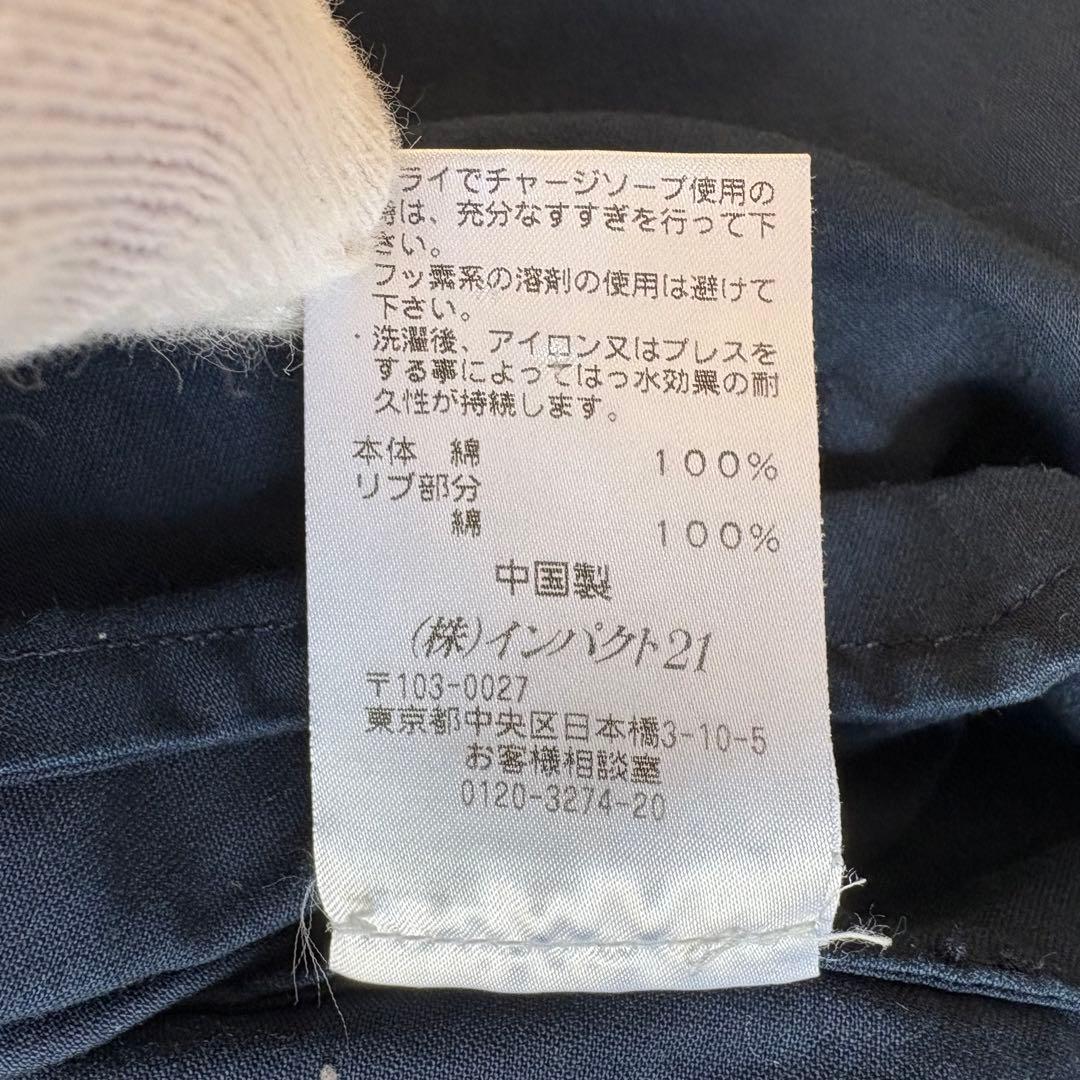 ライでチャージソープ使用の
時は、充分なすすぎを行って下
さい。
フッ素系の溶剤の使用は避けて
下さい。
・洗濯後、アイロン又はプレスを
する事によってはっ水効果の耐
久性が持続します。
本体 綿 100%
リブ部分
綿 100%
中国製
(株)インパクト21
〒103-0027
東京都中央区日本橋3-10-5
お客様相談室
0120-3274-20